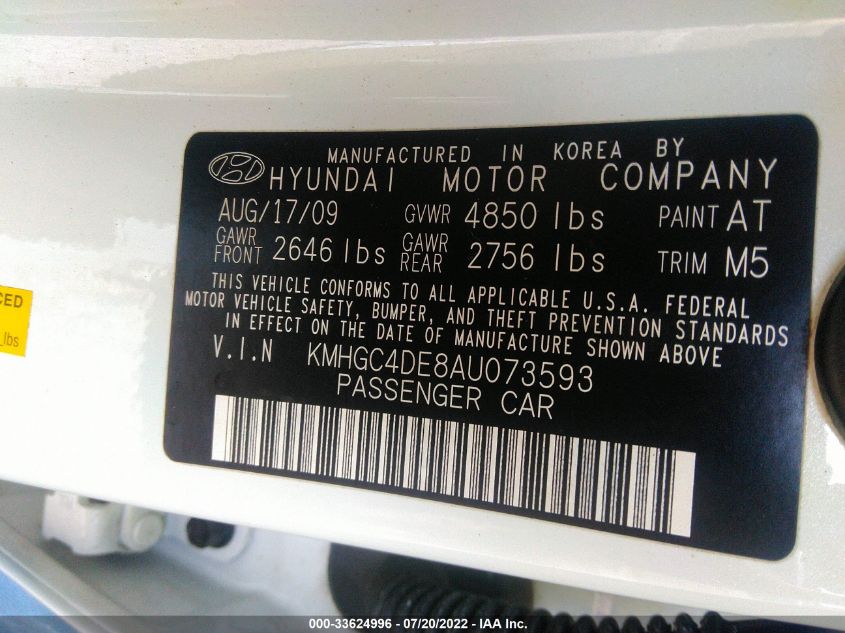 MANUFACTURED IN KOREA BY
HYUNDAI MOTOR COMPANY
AUG/17/09 GVWR 4850 lbs PAINT AT
GAWR FRONT 2646 lbs GAWR REAR 2756 lbs TRIM M5
THIS VEHICLE CONFORMS TO ALL APPLICABLE U.S.A. FEDERAL
MOTOR VEHICLE SAFETY, BUMPER, AND THEFT PREVENTION STANDARDS
IN EFFECT ON THE DATE OF MANUFACTURE SHOWN ABOVE
V.I.N KMHGC4DE8AU073593
PASSENGER CAR
lbs
000-33624996 - 07/20/2022 - IAA Inc.